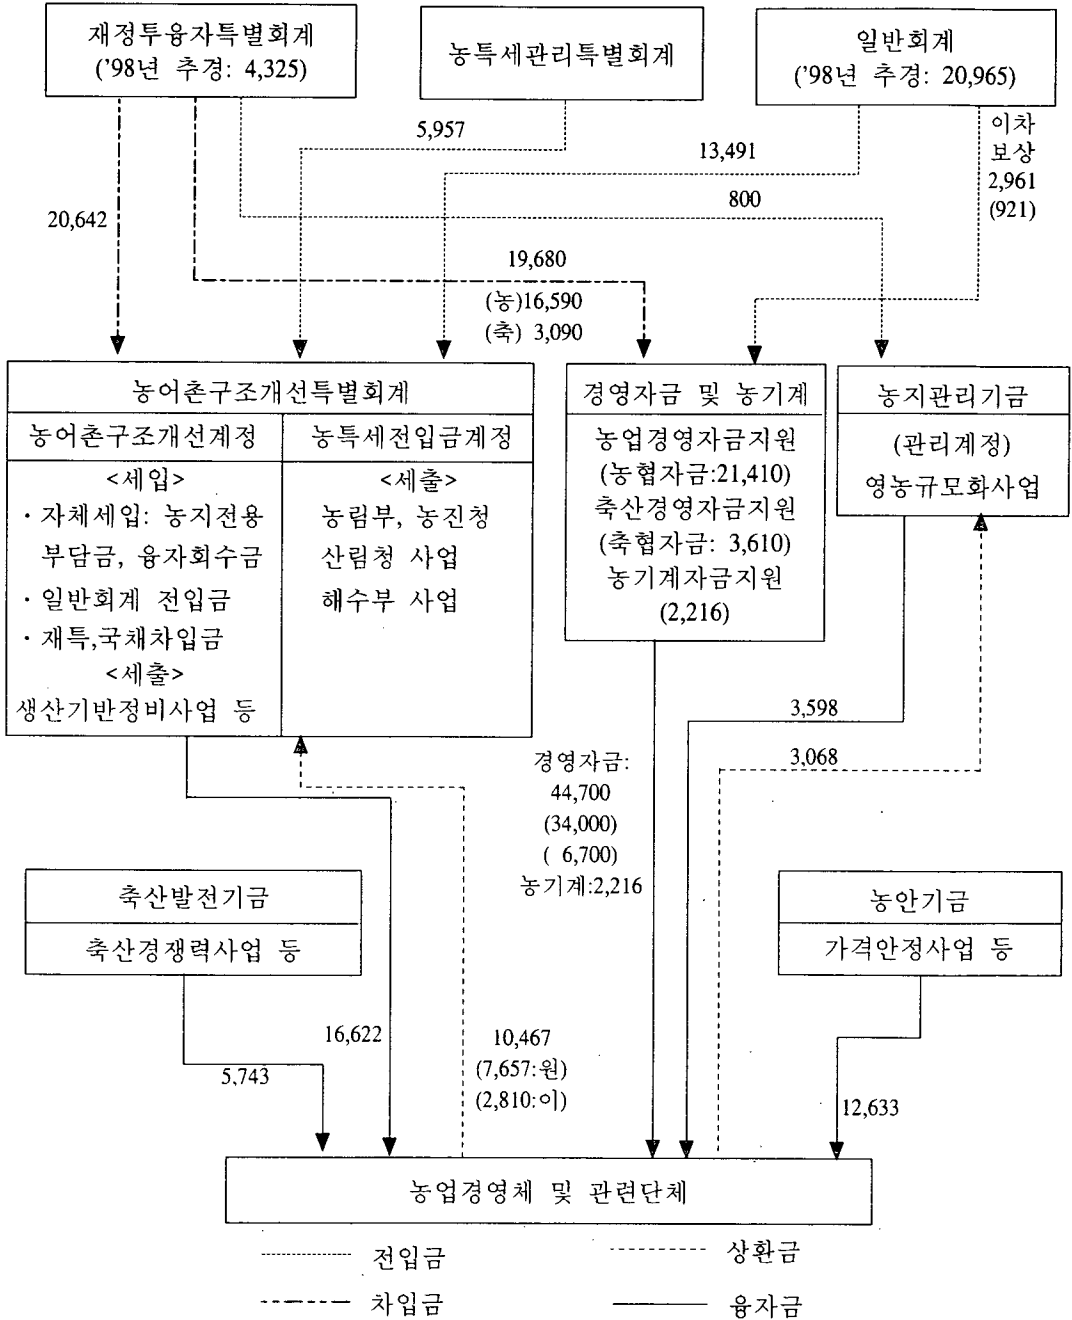 재정투융자특별회계
('98년 추경: 4,325)
농특세관리특별회계
일반회계
('98년 추경: 20,965)
5,957
13,491
이차
보상
2,961
(921)
800
20,642
19,680
(농)16,590
(축) 3,090
농어촌구조개선특별회계
농어촌구조개선계정
<세입>
· 자체세입: 농지전용
부담금, 융자회수금
· 일반회계 전입금
· 재특,국채차입금
<세출>
생산기반정비사업 등
농특세전입금계정
<세출>
농림부, 농진청
산림청 사업
해수부 사업
경영자금 및 농기계
농업경영자금지원
(농협자금:21,410)
축산경영자금지원
(축협자금: 3,610)
농기계자금지원
(2,216)
농지관리기금
(관리계정)
영농규모화사업
3,598
3,068
경영자금:
44,700
(34,000)
( 6,700)
농기계:2,216
축산발전기금
축산경쟁력사업 등
농안기금
가격안정사업 등
16,622
5,743
10,467
(7,657:원)
(2,810:이)
12,633
농업경영체 및 관련단체
전입금
상환금
차입금
융자금